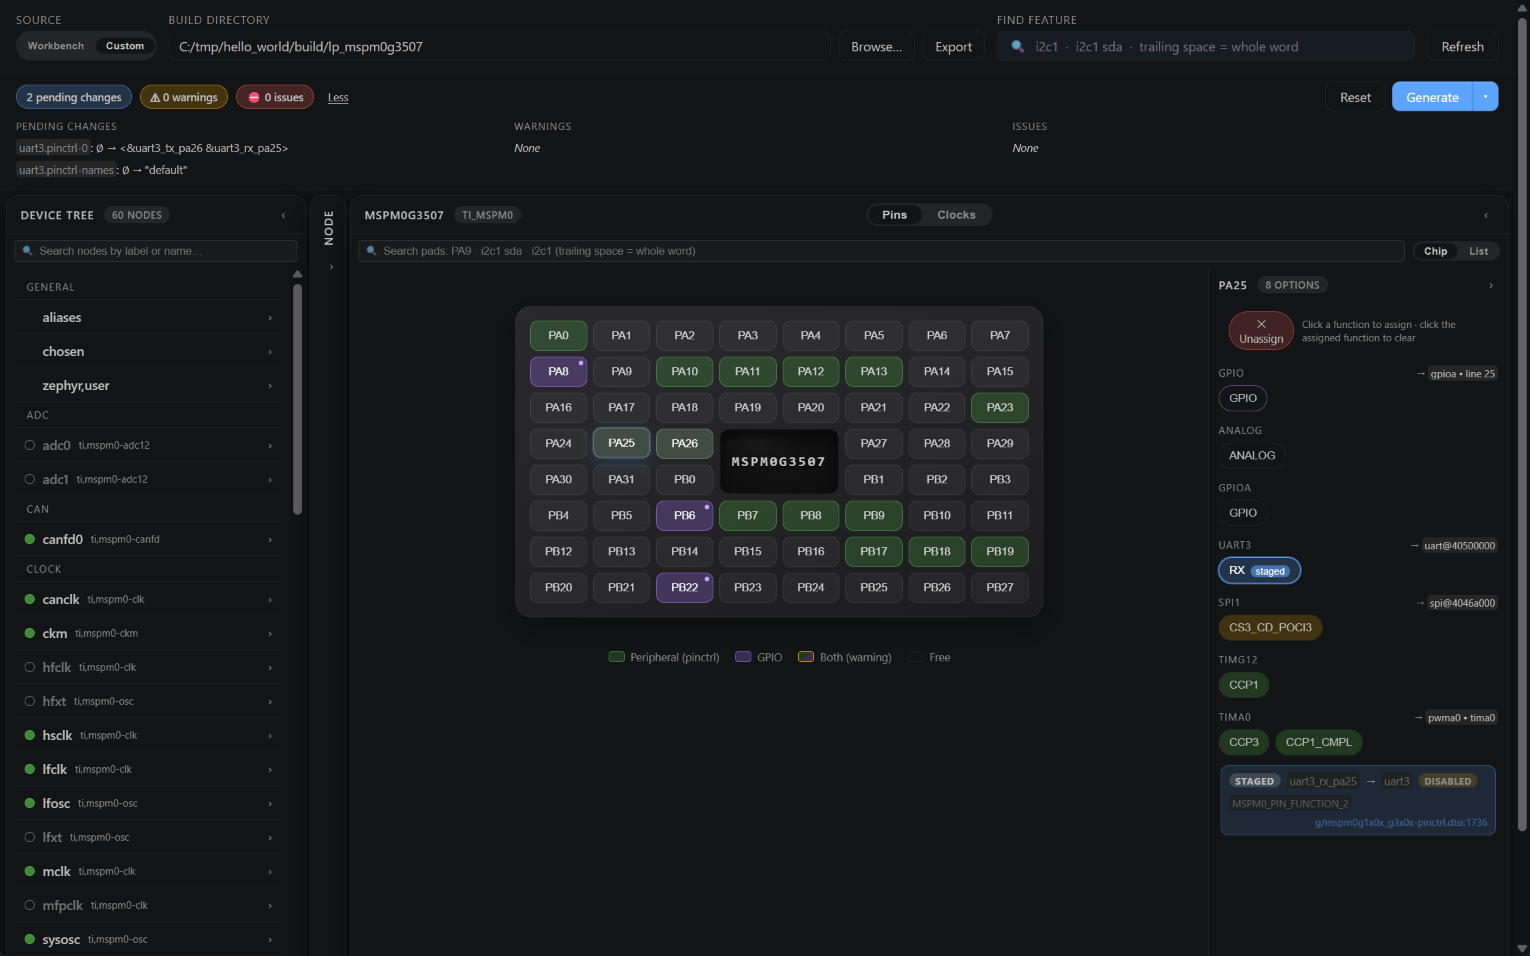 SOURCE
BUILD DIRECTORY
FIND FEATURE
Workbench Custom
C:/tmp/hello_world/build/lp_mspm0g3507
Browse...
Export
i2c1 · i2c1 sda · trailing space = whole word
Refresh
2 pending changes
⚠ 0 warnings
⛔ 0 issues
Less
Reset
Generate
PENDING CHANGES
WARNINGS
ISSUES
uart3.pinctrl-0: ∅ → <&uart3_tx_pa26 &uart3_rx_pa25>
None
None
uart3.pinctrl-names: ∅ → "default"
DEVICE TREE 60 NODES ‹
Search nodes by label or name...
GENERAL
aliases ›
chosen ›
zephyr,user ›
ADC
adc0 ti,mspm0-adc12 ›
adc1 ti,mspm0-adc12 ›
CAN
canfd0 ti,mspm0-canfd ›
CLOCK
canclk ti,mspm0-clk ›
ckm ti,mspm0-ckm ›
hfclk ti,mspm0-clk ›
hfxt ti,mspm0-osc ›
hsclk ti,mspm0-clk ›
lfclk ti,mspm0-clk ›
lfosc ti,mspm0-osc ›
lfxt ti,mspm0-osc ›
mclk ti,mspm0-clk ›
mfpclk ti,mspm0-clk ›
sysosc ti,mspm0-osc ›
NODE
›
MSPM0G3507 TI_MSPM0
Pins Clocks
‹
Search pads: PA9 · i2c1 sda · i2c1 (trailing space = whole word)
Chip List
PA0 PA1 PA2 PA3 PA4 PA5 PA6 PA7
PA8 PA9 PA10 PA11 PA12 PA13 PA14 PA15
PA16 PA17 PA18 PA19 PA20 PA21 PA22 PA23
PA24 PA25 PA26 PA27 PA28 PA29
MSPM0G3507
PA30 PA31 PB0 PB1 PB2 PB3
PB4 PB5 PB6 PB7 PB8 PB9 PB10 PB11
PB12 PB13 PB14 PB15 PB16 PB17 PB18 PB19
PB20 PB21 PB22 PB23 PB24 PB25 PB26 PB27
Peripheral (pinctrl) GPIO Both (warning) Free
PA25 8 OPTIONS ›
✕
Unassign
Click a function to assign · click the
assigned function to clear
GPIO → gpioa • line 25
GPIO
ANALOG
ANALOG
GPIOA
GPIO
UART3 → uart@40500000
RX staged
SPI1 → spi@4046a000
CS3_CD_POCI3
TIMG12
CCP1
TIMA0 → pwma0 • tima0
CCP3 CCP1_CMPL
STAGED uart3_rx_pa25 → uart3 DISABLED
MSPM0_PIN_FUNCTION_2
g/mspm0g1x0x_g3x0x-pinctrl.dtsi:1736